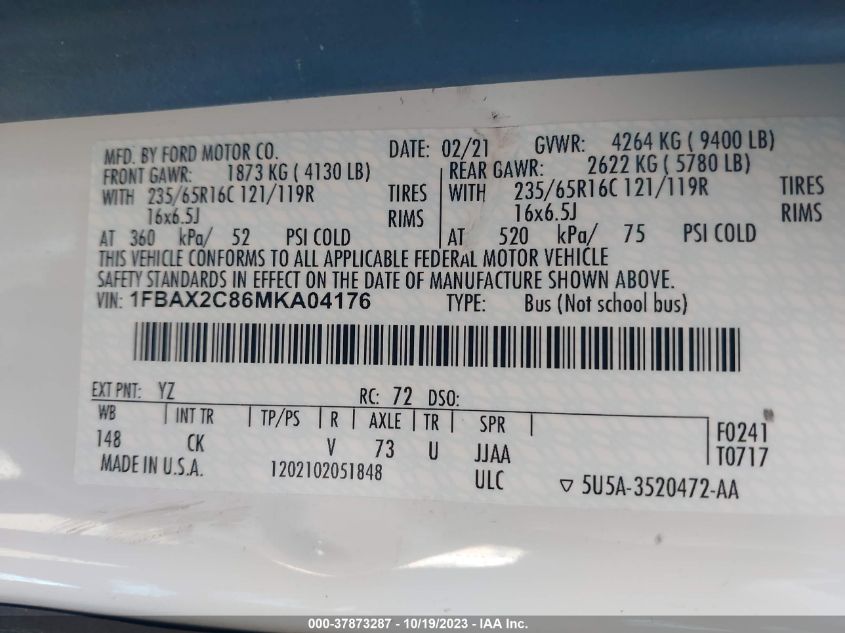 MFD. BY FORD MOTOR CO. DATE: 02/21 GVWR: 4264 KG ( 9400 LB)
FRONT GAWR: 1873 KG ( 4130 LB) REAR GAWR: 2622 KG ( 5780 LB)
WITH 235/65R16C 121/119R TIRES WITH 235/65R16C 121/119R TIRES
16x6.5J RIMS 16x6.5J RIMS
AT 360 kPa/ 52 PSI COLD AT 520 kPa/ 75 PSI COLD
THIS VEHICLE CONFORMS TO ALL APPLICABLE FEDERAL MOTOR VEHICLE
SAFETY STANDARDS IN EFFECT ON THE DATE OF MANUFACTURE SHOWN ABOVE.
VIN: 1FBAX2C86MKA04176 TYPE: Bus (Not school bus)
EXT PNT: YZ RC: 72 DSO:
WB INT TR TP/PS R AXLE TR SPR F0241
148 CK V 73 U JJAA T0717
MADE IN U.S.A. 1202102051848 ULC ▽ 5U5A-3520472-AA
000-37873287 - 10/19/2023 - IAA Inc.